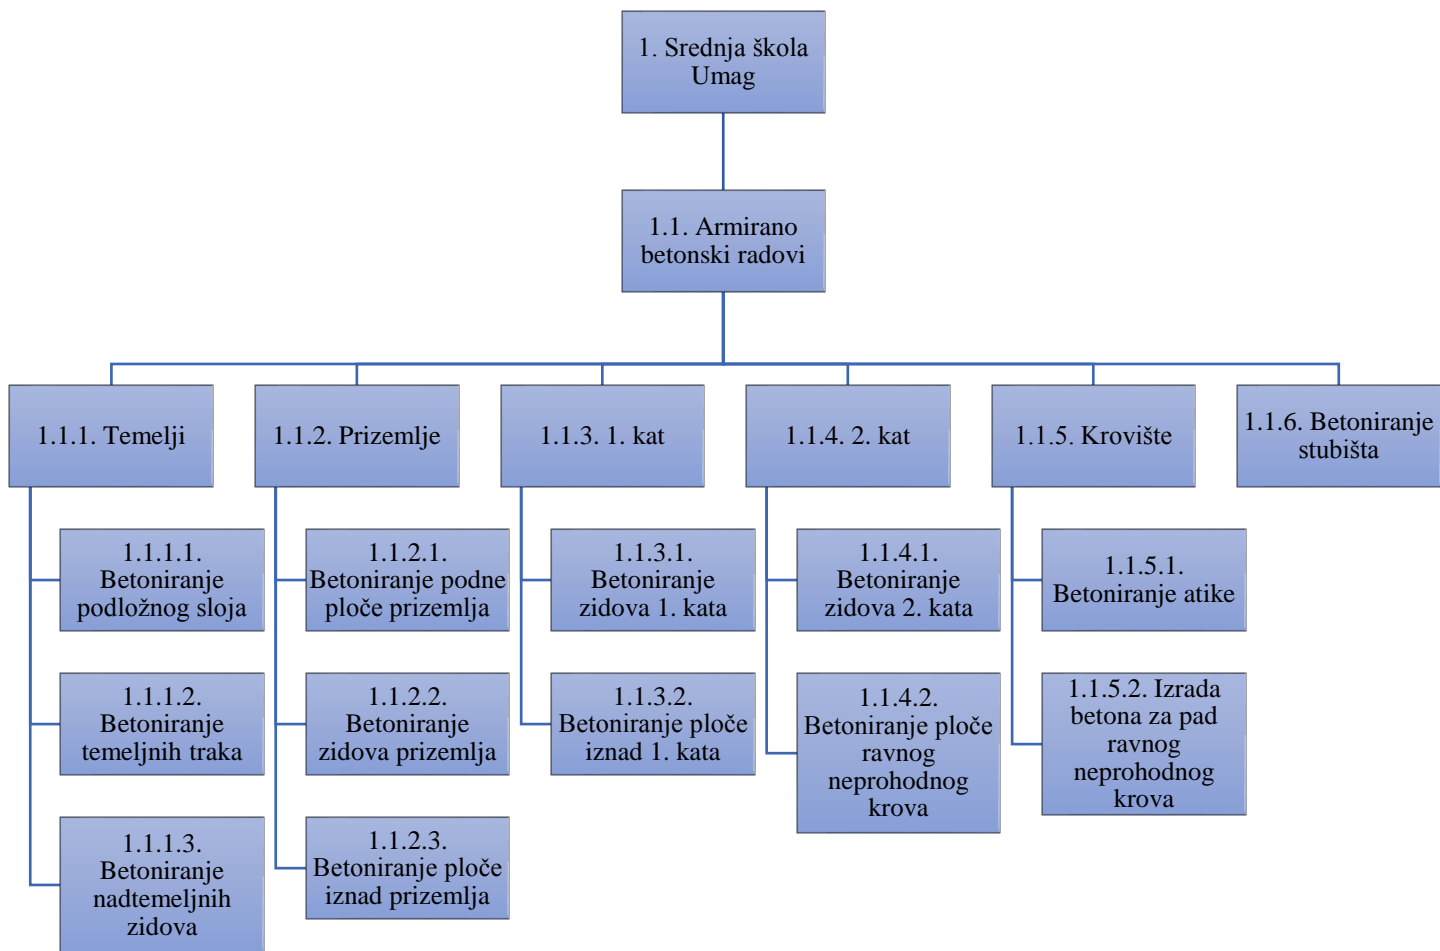 1. Srednja škola
Umag
1.1. Armirano
betonski radovi
1.1.1. Temelji
1.1.2. Prizemlje
1.1.3. 1. kat
1.1.4. 2. kat
1.1.5. Krovište
1.1.6. Betoniranje
stubišta
1.1.1.1.
Betoniranje
podložnog sloja
1.1.1.2.
Betoniranje
temeljnih traka
1.1.1.3.
Betoniranje
nadtemeljnih
zidova
1.1.2.1.
Betoniranje podne
ploče prizemlja
1.1.2.2.
Betoniranje
zidova prizemlja
1.1.2.3.
Betoniranje ploče
iznad prizemlja
1.1.3.1.
Betoniranje
zidova 1. kata
1.1.3.2.
Betoniranje ploče
iznad 1. kata
1.1.4.1.
Betoniranje
zidova 2. kata
1.1.4.2.
Betoniranje ploče
ravnog
neprohodnog
krova
1.1.5.1.
Betoniranje atike
1.1.5.2. Izrada
betona za pad
ravnog
neprohodnog
krova